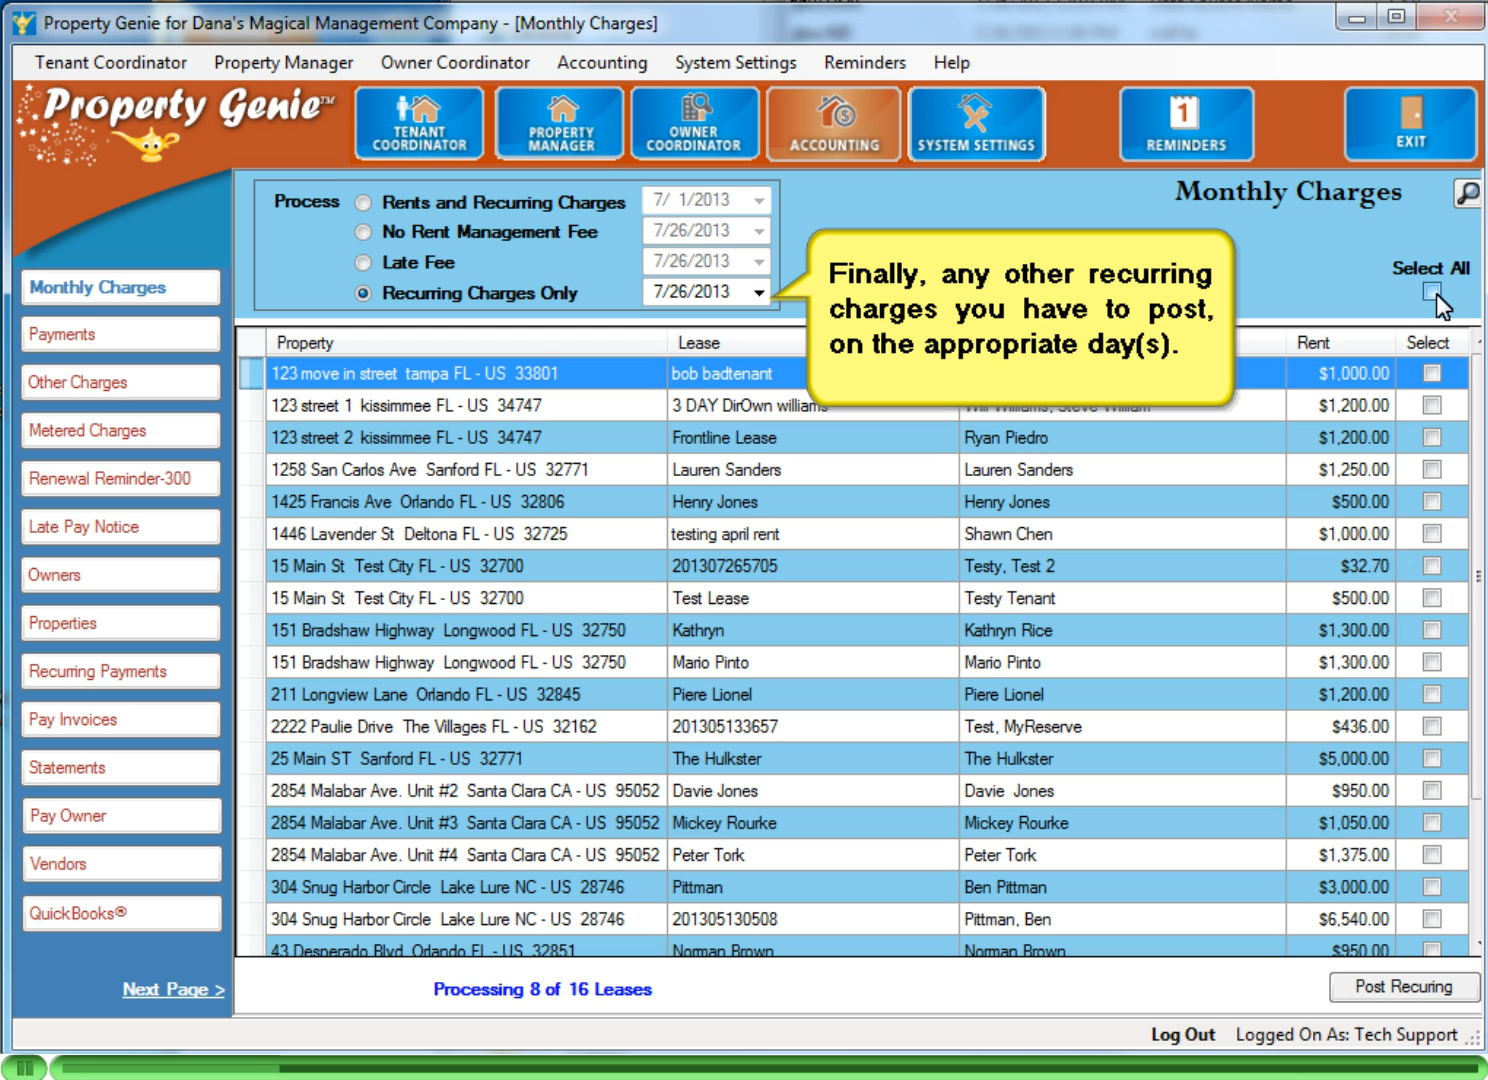 Property Genie for Dana's Magical Management Company - [Monthly Charges]
Tenant Coordinator Property Manager Owner Coordinator Accounting System Settings Reminders Help
Property Genie™
TENANT COORDINATOR
PROPERTY MANAGER
OWNER COORDINATOR
ACCOUNTING
SYSTEM SETTINGS
1
REMINDERS
EXIT
Monthly Charges
Process
Rents and Recurring Charges 7/ 1/2013
No Rent Management Fee 7/26/2013
Late Fee 7/26/2013
Recurring Charges Only 7/26/2013
Finally, any other recurring
charges you have to post,
on the appropriate day(s).
Select All
Monthly Charges
Payments
Other Charges
Metered Charges
Renewal Reminder-300
Late Pay Notice
Owners
Properties
Recurring Payments
Pay Invoices
Statements
Pay Owner
Vendors
QuickBooks®
Next Page >
Property Lease Rent Select
123 move in street tampa FL - US 33801 bob badtenant $1,000.00
123 street 1 kissimmee FL - US 34747 3 DAY DirOwn williams Will Williams, Steve William $1,200.00
123 street 2 kissimmee FL - US 34747 Frontline Lease Ryan Piedro $1,200.00
1258 San Carlos Ave Sanford FL - US 32771 Lauren Sanders Lauren Sanders $1,250.00
1425 Francis Ave Orlando FL - US 32806 Henry Jones Henry Jones $500.00
1446 Lavender St Deltona FL - US 32725 testing april rent Shawn Chen $1,000.00
15 Main St Test City FL - US 32700 201307265705 Testy, Test 2 $32.70
15 Main St Test City FL - US 32700 Test Lease Testy Tenant $500.00
151 Bradshaw Highway Longwood FL - US 32750 Kathryn Kathryn Rice $1,300.00
151 Bradshaw Highway Longwood FL - US 32750 Mario Pinto Mario Pinto $1,300.00
211 Longview Lane Orlando FL - US 32845 Piere Lionel Piere Lionel $1,200.00
2222 Paulie Drive The Villages FL - US 32162 201305133657 Test, MyReserve $436.00
25 Main ST Sanford FL - US 32771 The Hulkster The Hulkster $5,000.00
2854 Malabar Ave. Unit #2 Santa Clara CA - US 95052 Davie Jones Davie Jones $950.00
2854 Malabar Ave. Unit #3 Santa Clara CA - US 95052 Mickey Rourke Mickey Rourke $1,050.00
2854 Malabar Ave. Unit #4 Santa Clara CA - US 95052 Peter Tork Peter Tork $1,375.00
304 Snug Harbor Circle Lake Lure NC - US 28746 Pittman Ben Pittman $3,000.00
304 Snug Harbor Circle Lake Lure NC - US 28746 201305130508 Pittman, Ben $6,540.00
43 Desperado Blvd Orlando FL - US 32851 Norman Brown Norman Brown $950.00
Processing 8 of 16 Leases
Post Recuring
Log Out Logged On As: Tech Support